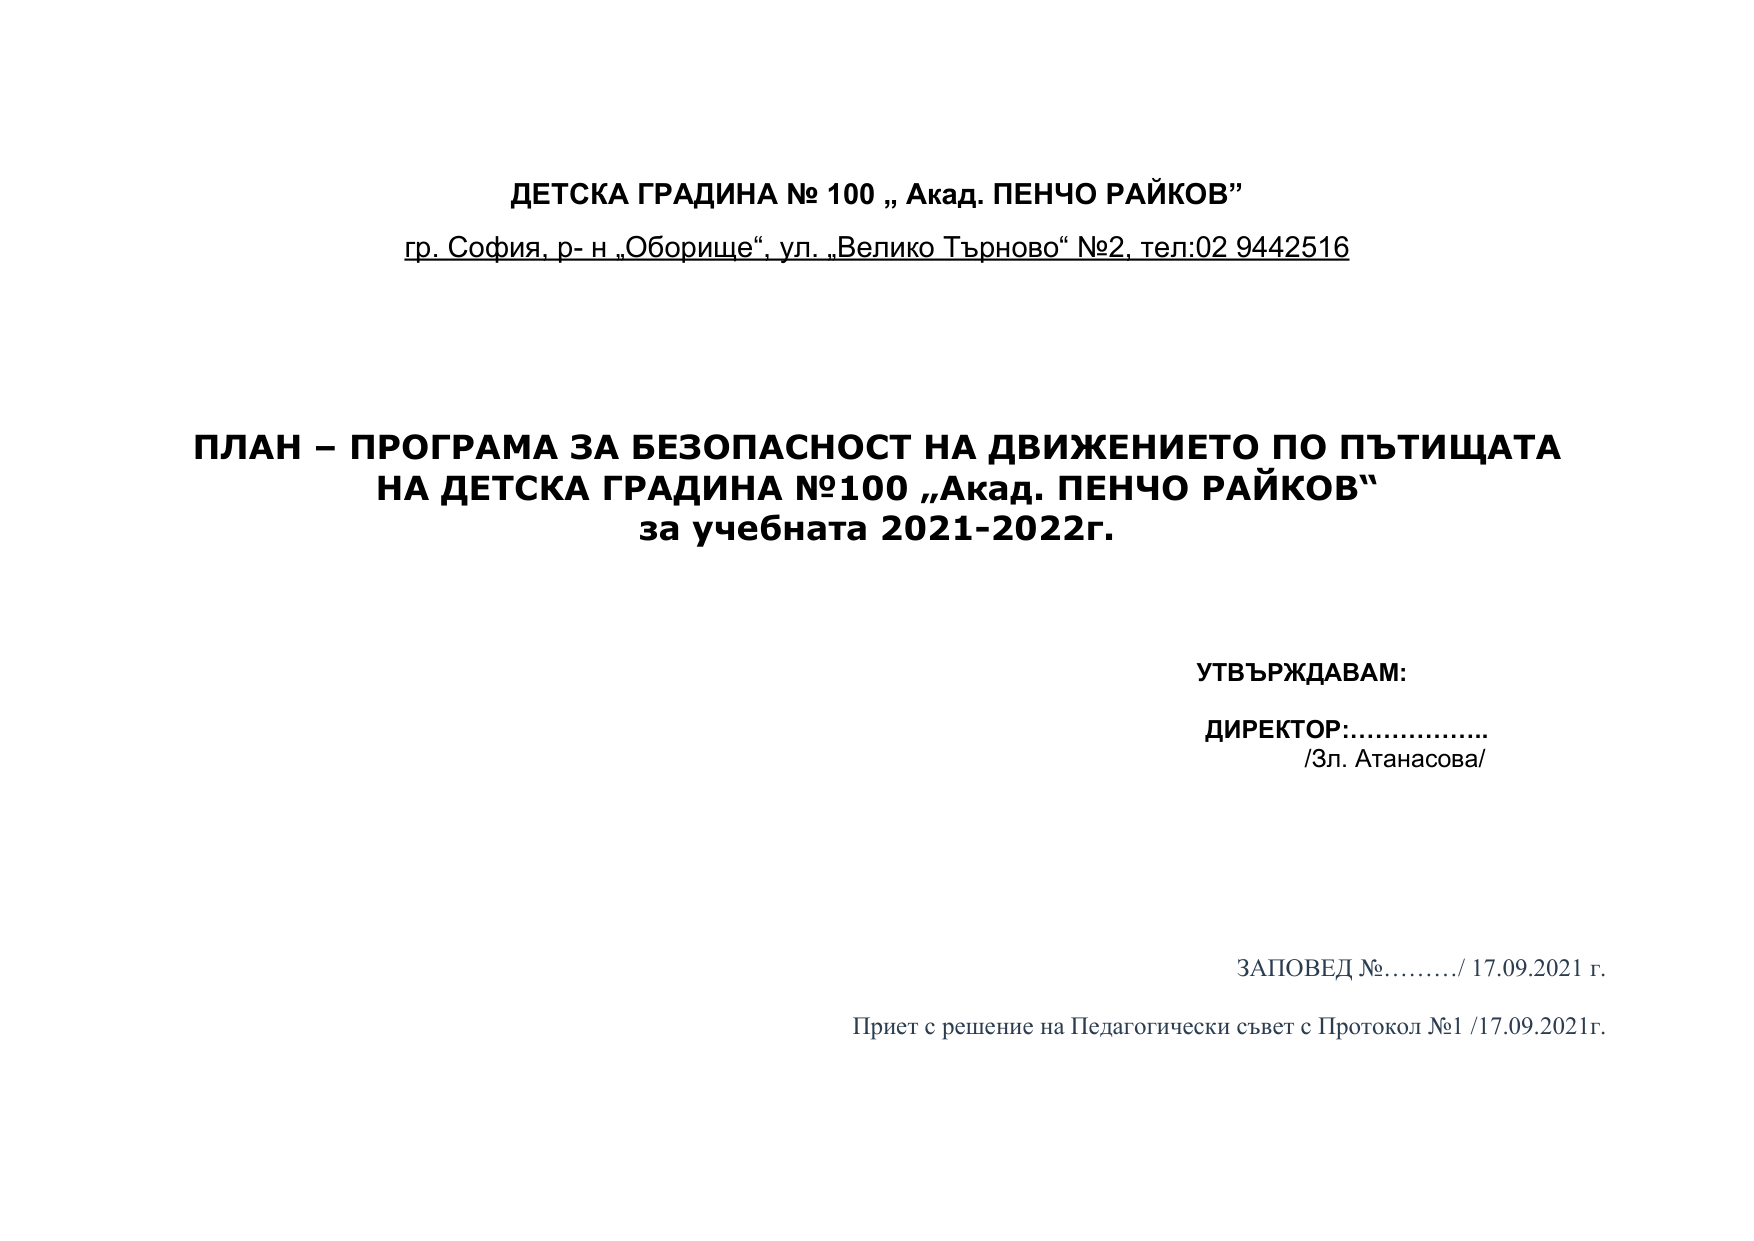 ДЕТСКА ГРАДИНА № 100 „ Акад. ПЕНЧО РАЙКОВ”
гр. София, р- н „Оборище“, ул. „Велико Търново“ №2, тел:02 9442516
ПЛАН – ПРОГРАМА ЗА БЕЗОПАСНОСТ НА ДВИЖЕНИЕТО ПО ПЪТИЩАТА
НА ДЕТСКА ГРАДИНА №100 „Акад. ПЕНЧО РАЙКОВ“
за учебната 2021-2022г.
УТВЪРЖДАВАМ:
ДИРЕКТОР:……………..
/Зл. Атанасова/
ЗАПОВЕД №………/ 17.09.2021 г.
Приет с решение на Педагогически съвет с Протокол №1 /17.09.2021г.